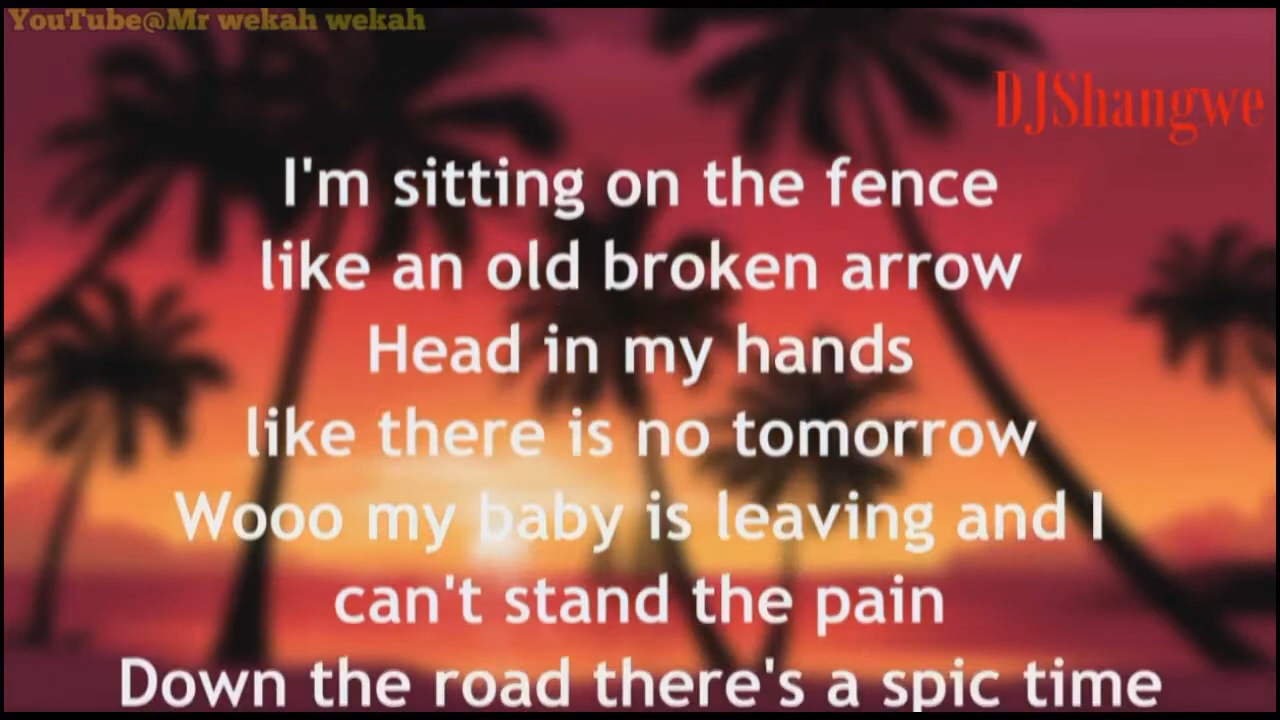 YouTube@Mr wekah wekah
DJShangwe
I'm sitting on the fence
like an old broken arrow
Head in my hands
like there is no tomorrow
Wooo my baby is leaving and I
can't stand the pain
Down the road there's a spic time